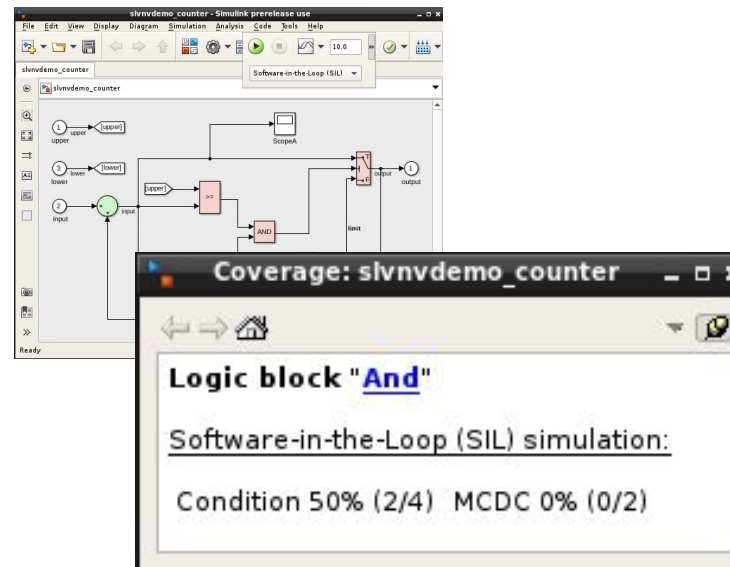 slvnvdemo_counter - Simulink prerelease use
File Edit View Display Diagram Simulation Analysis Code Tools Help
10.0
Software-in-the-Loop (SIL)
slvnvdemo_counter
slvnvdemo_counter
1 upper [upper]
upper
ScopeA
3 lower [lower]
lower
T
F
output 1
output
[upper]
>=
2 input
input
AND
limit
Ready
Coverage: slvnvdemo_counter
Logic block "And"
Software-in-the-Loop (SIL) simulation:
Condition 50% (2/4) MCDC 0% (0/2)